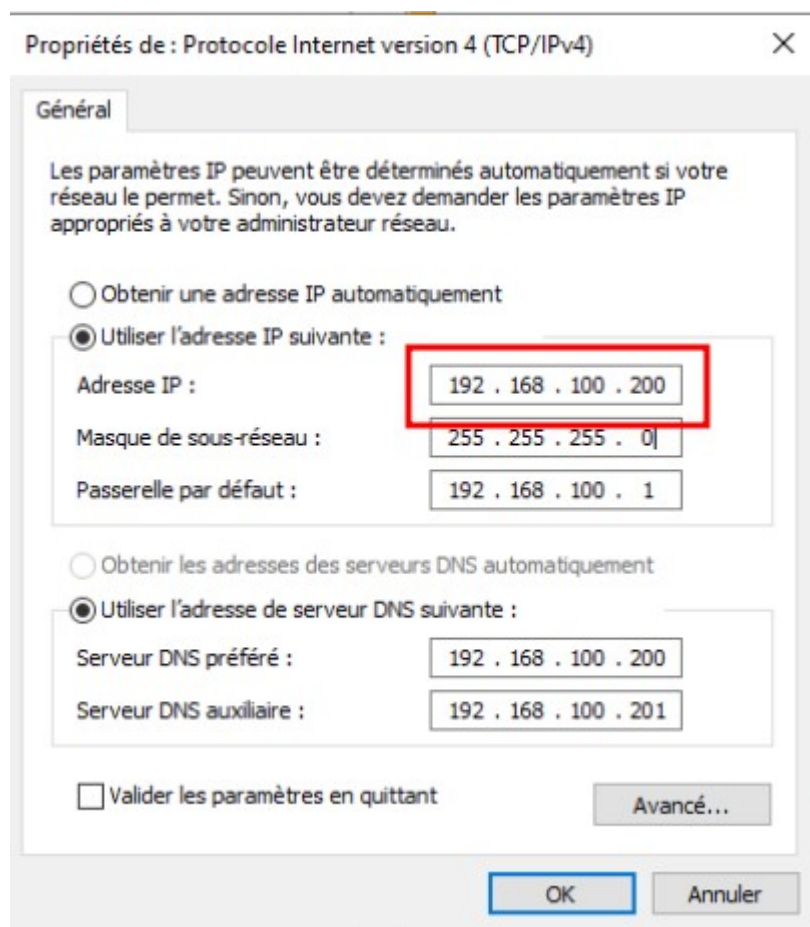 Propriétés de : Protocole Internet version 4 (TCP/IPv4)
Général
Les paramètres IP peuvent être déterminés automatiquement si votre
réseau le permet. Sinon, vous devez demander les paramètres IP
appropriés à votre administrateur réseau.
Obtenir une adresse IP automatiquement
Utiliser l'adresse IP suivante :
Adresse IP : 192 . 168 . 100 . 200
Masque de sous-réseau : 255 . 255 . 255 . 0
Passerelle par défaut : 192 . 168 . 100 . 1
Obtenir les adresses des serveurs DNS automatiquement
Utiliser l'adresse de serveur DNS suivante :
Serveur DNS préféré : 192 . 168 . 100 . 200
Serveur DNS auxiliaire : 192 . 168 . 100 . 201
Valider les paramètres en quittant
Avancé...
OK Annuler